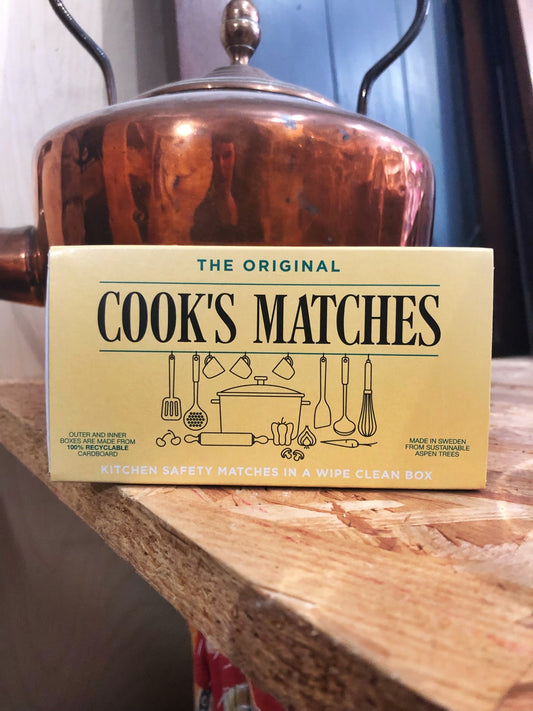 THE ORIGINAL
COOK'S MATCHES
OUTER AND INNER
BOXES ARE MADE FROM
100% RECYCLABLE
CARDBOARD
MADE IN SWEDEN
FROM SUSTAINABLE
ASPEN TREES
KITCHEN SAFETY MATCHES IN A WIPE CLEAN BOX